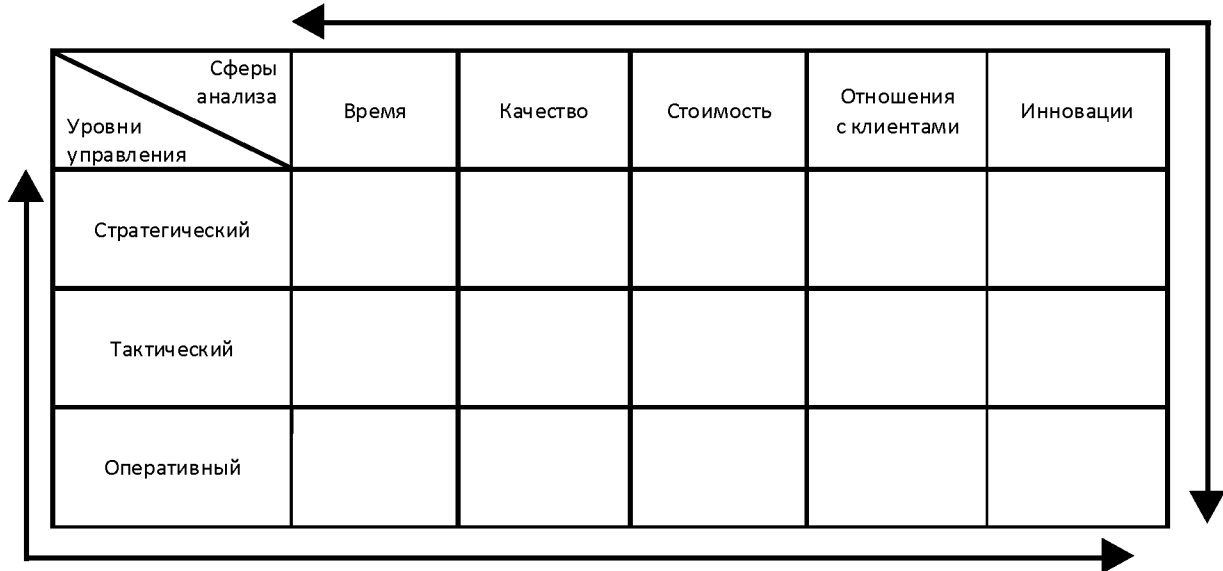 Сферы
анализа
Уровни
управления
Время
Качество
Стоимость
Отношения
с клиентами
Инновации
Стратегический
Тактический
Оперативный